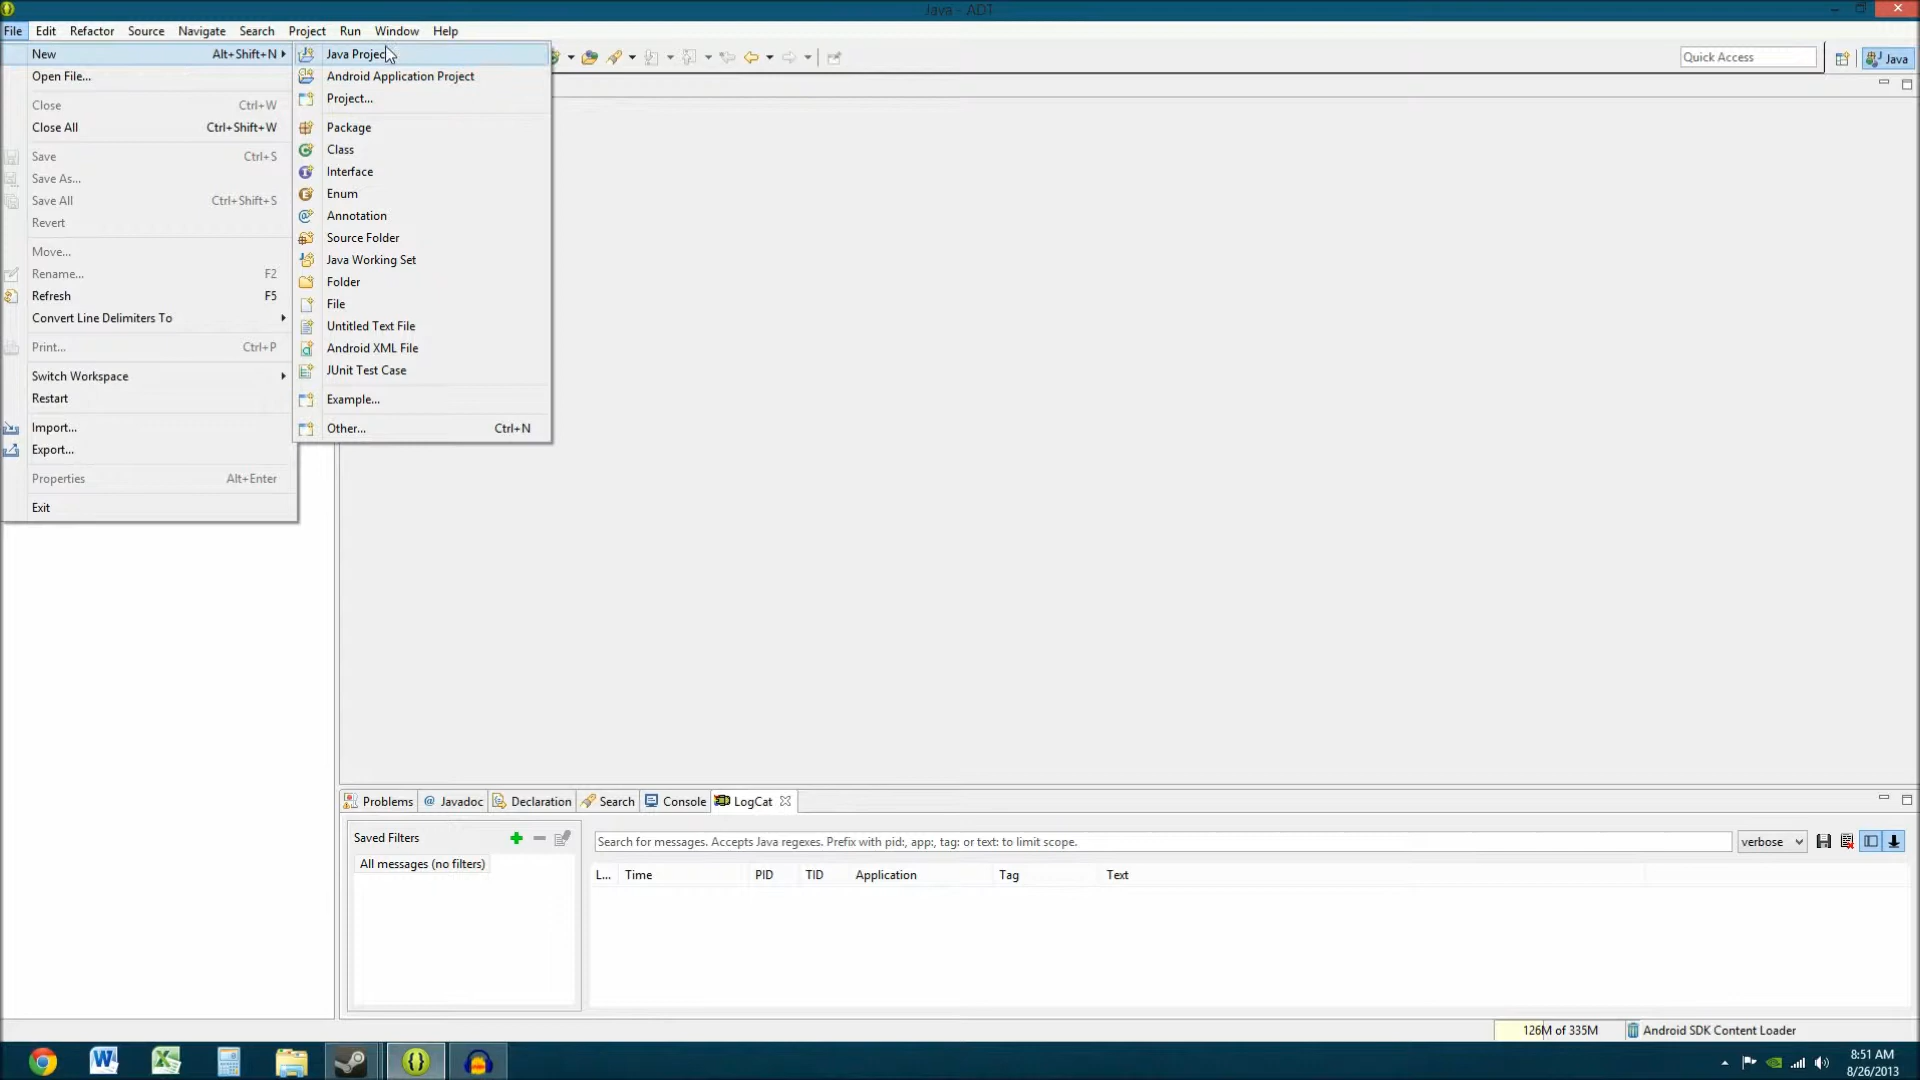 Java - ADT
File Edit Refactor Source Navigate Search Project Run Window Help
New Alt+Shift+N
Open File...
Close Ctrl+W
Close All Ctrl+Shift+W
Save Ctrl+S
Save As...
Save All Ctrl+Shift+S
Revert
Move...
Rename... F2
Refresh F5
Convert Line Delimiters To
Print... Ctrl+P
Switch Workspace
Restart
Import...
Export...
Properties Alt+Enter
Exit
Java Project
Android Application Project
Project...
Package
Class
Interface
Enum
Annotation
Source Folder
Java Working Set
Folder
File
Untitled Text File
Android XML File
JUnit Test Case
Example...
Other... Ctrl+N
Quick Access
Java
Problems Javadoc Declaration Search Console LogCat
Saved Filters
All messages (no filters)
Search for messages. Accepts Java regexes. Prefix with pid:, app:, tag: or text: to limit scope.
verbose
L... Time PID TID Application Tag Text
126M of 335M
Android SDK Content Loader
8:51 AM
8/26/2013